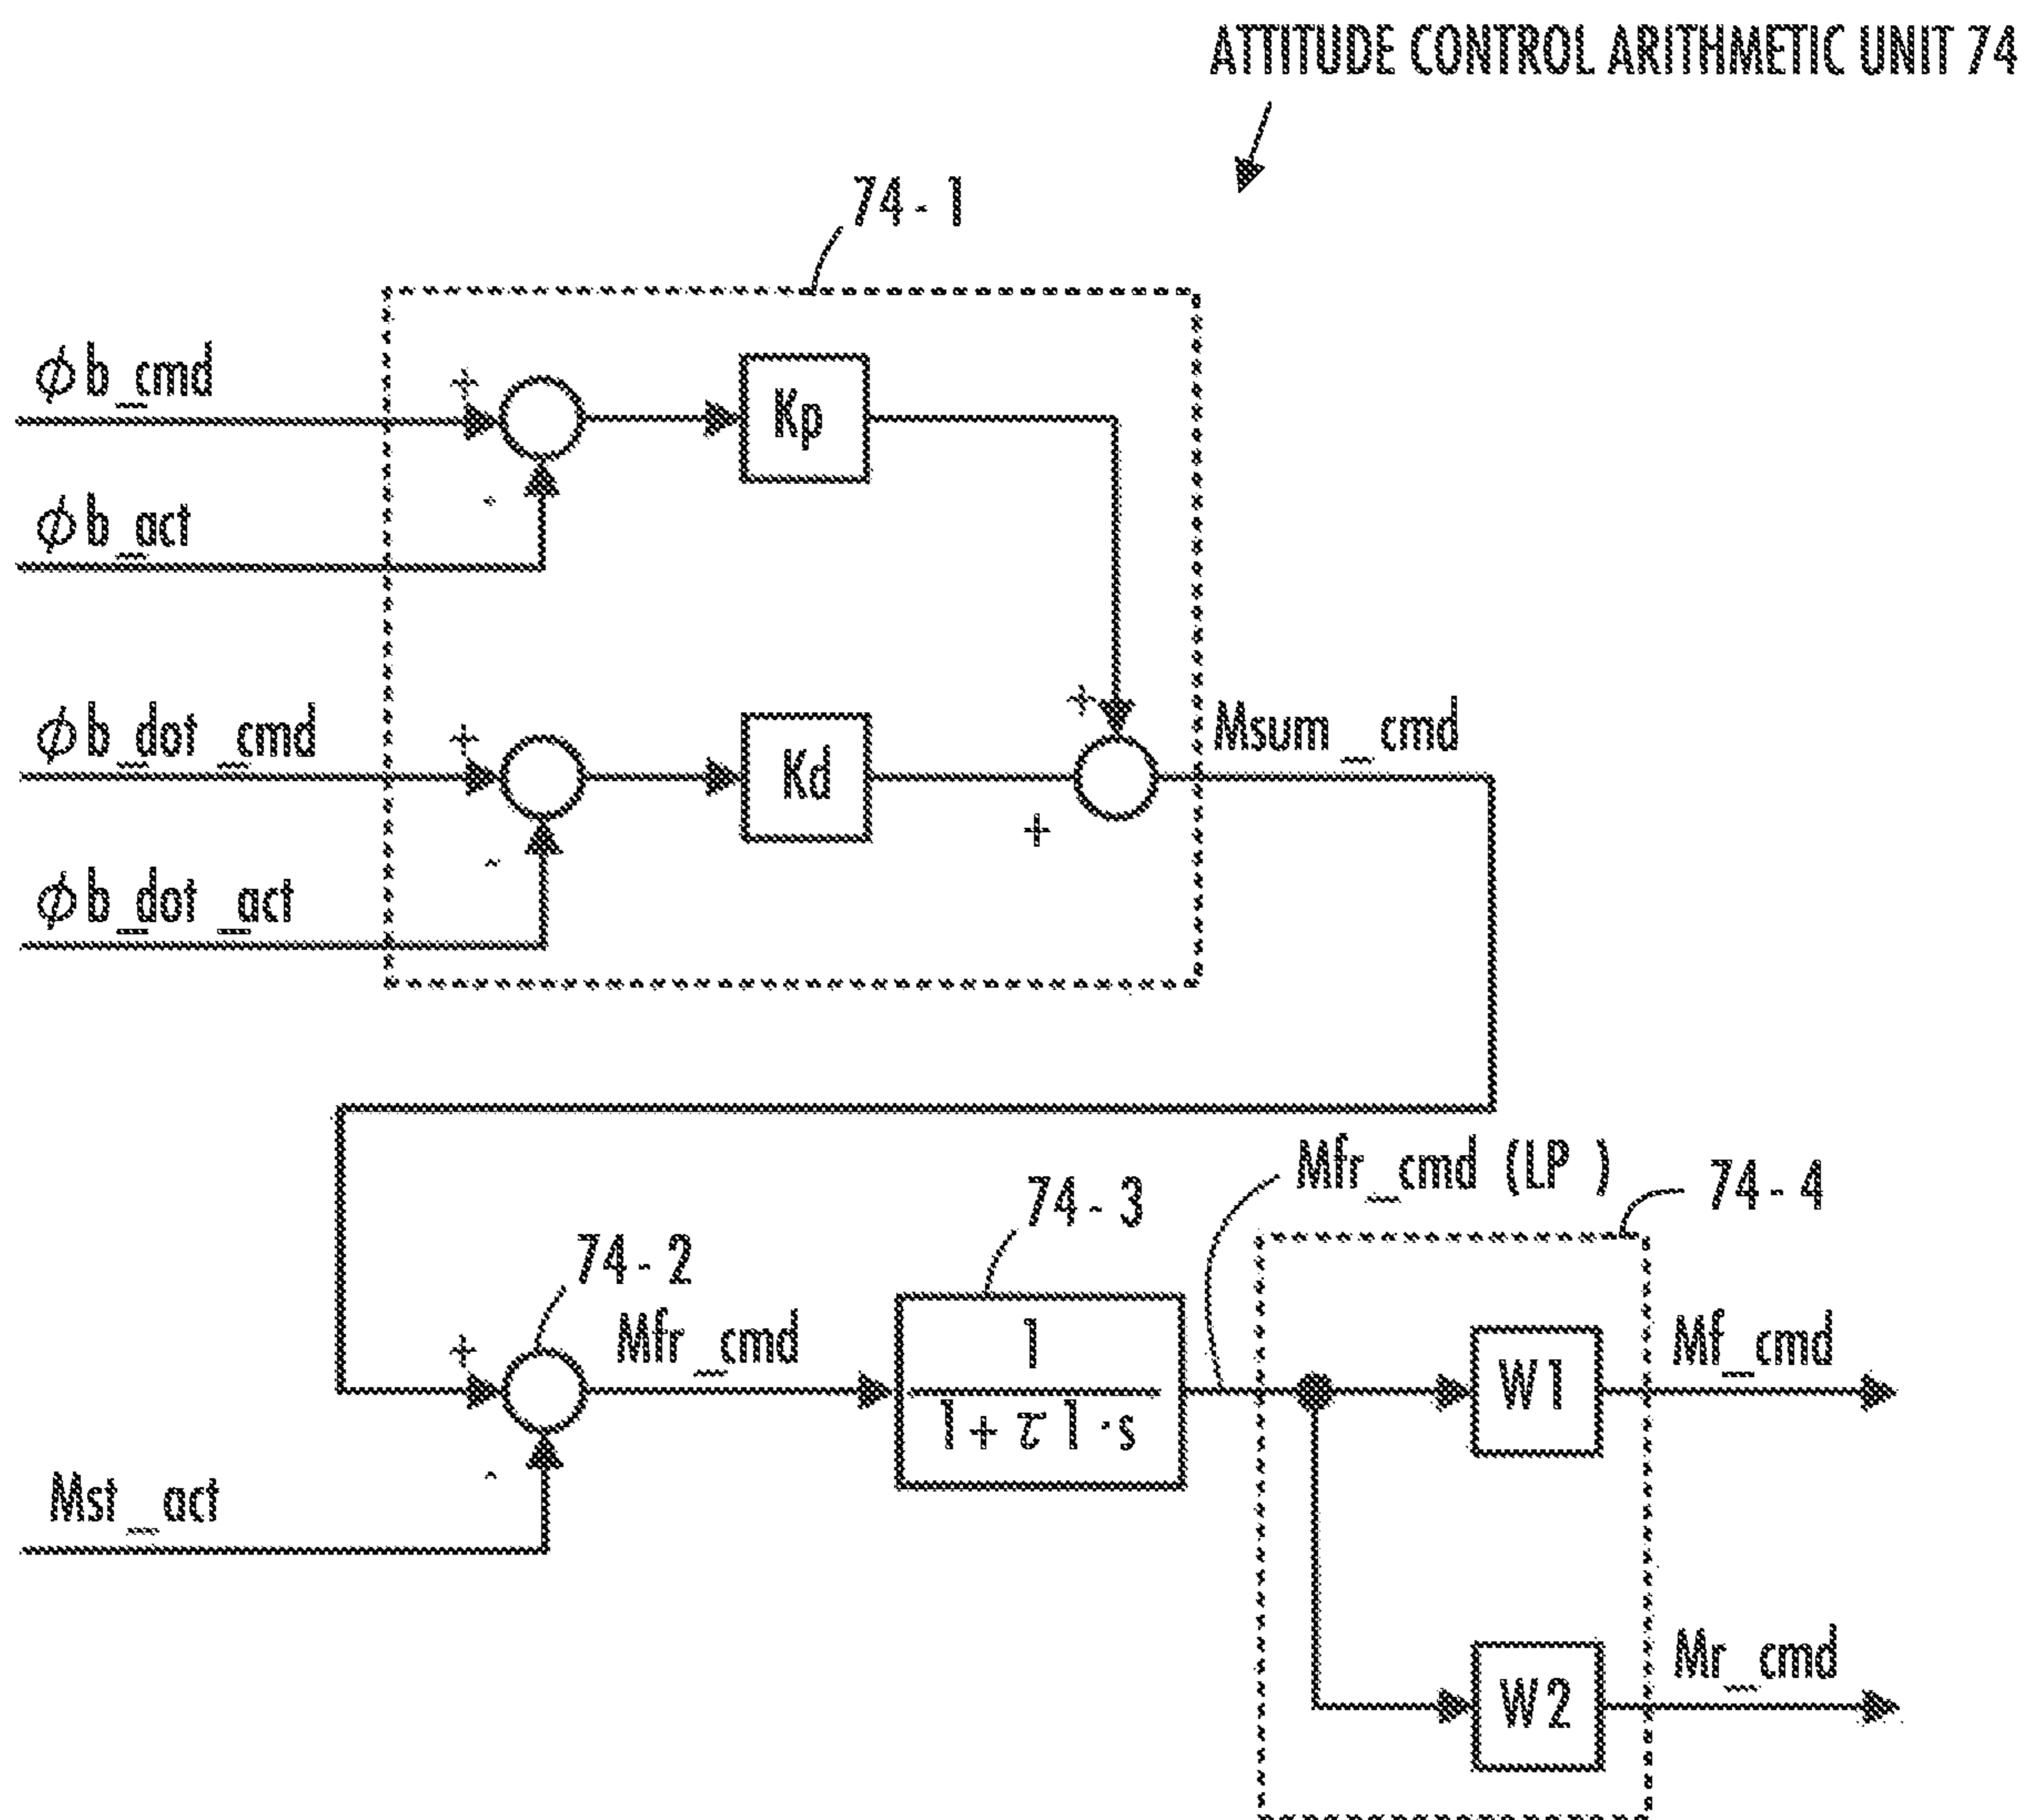 ATTITUDE CONTROL ARITHMETIC UNIT 74
74-1
ϕb_cmd
+
Kp
ϕb_act
-
ϕb_dot_cmd
+
Kd
+
+
Msum_cmd
ϕb_dot_act
-
Mfr_cmd (LP)
74-4
74-3
74-2
+
Mfr_cmd
1
1+τ1·s
W1
Mf_cmd
Mst_act
-
W2
Mr_cmd